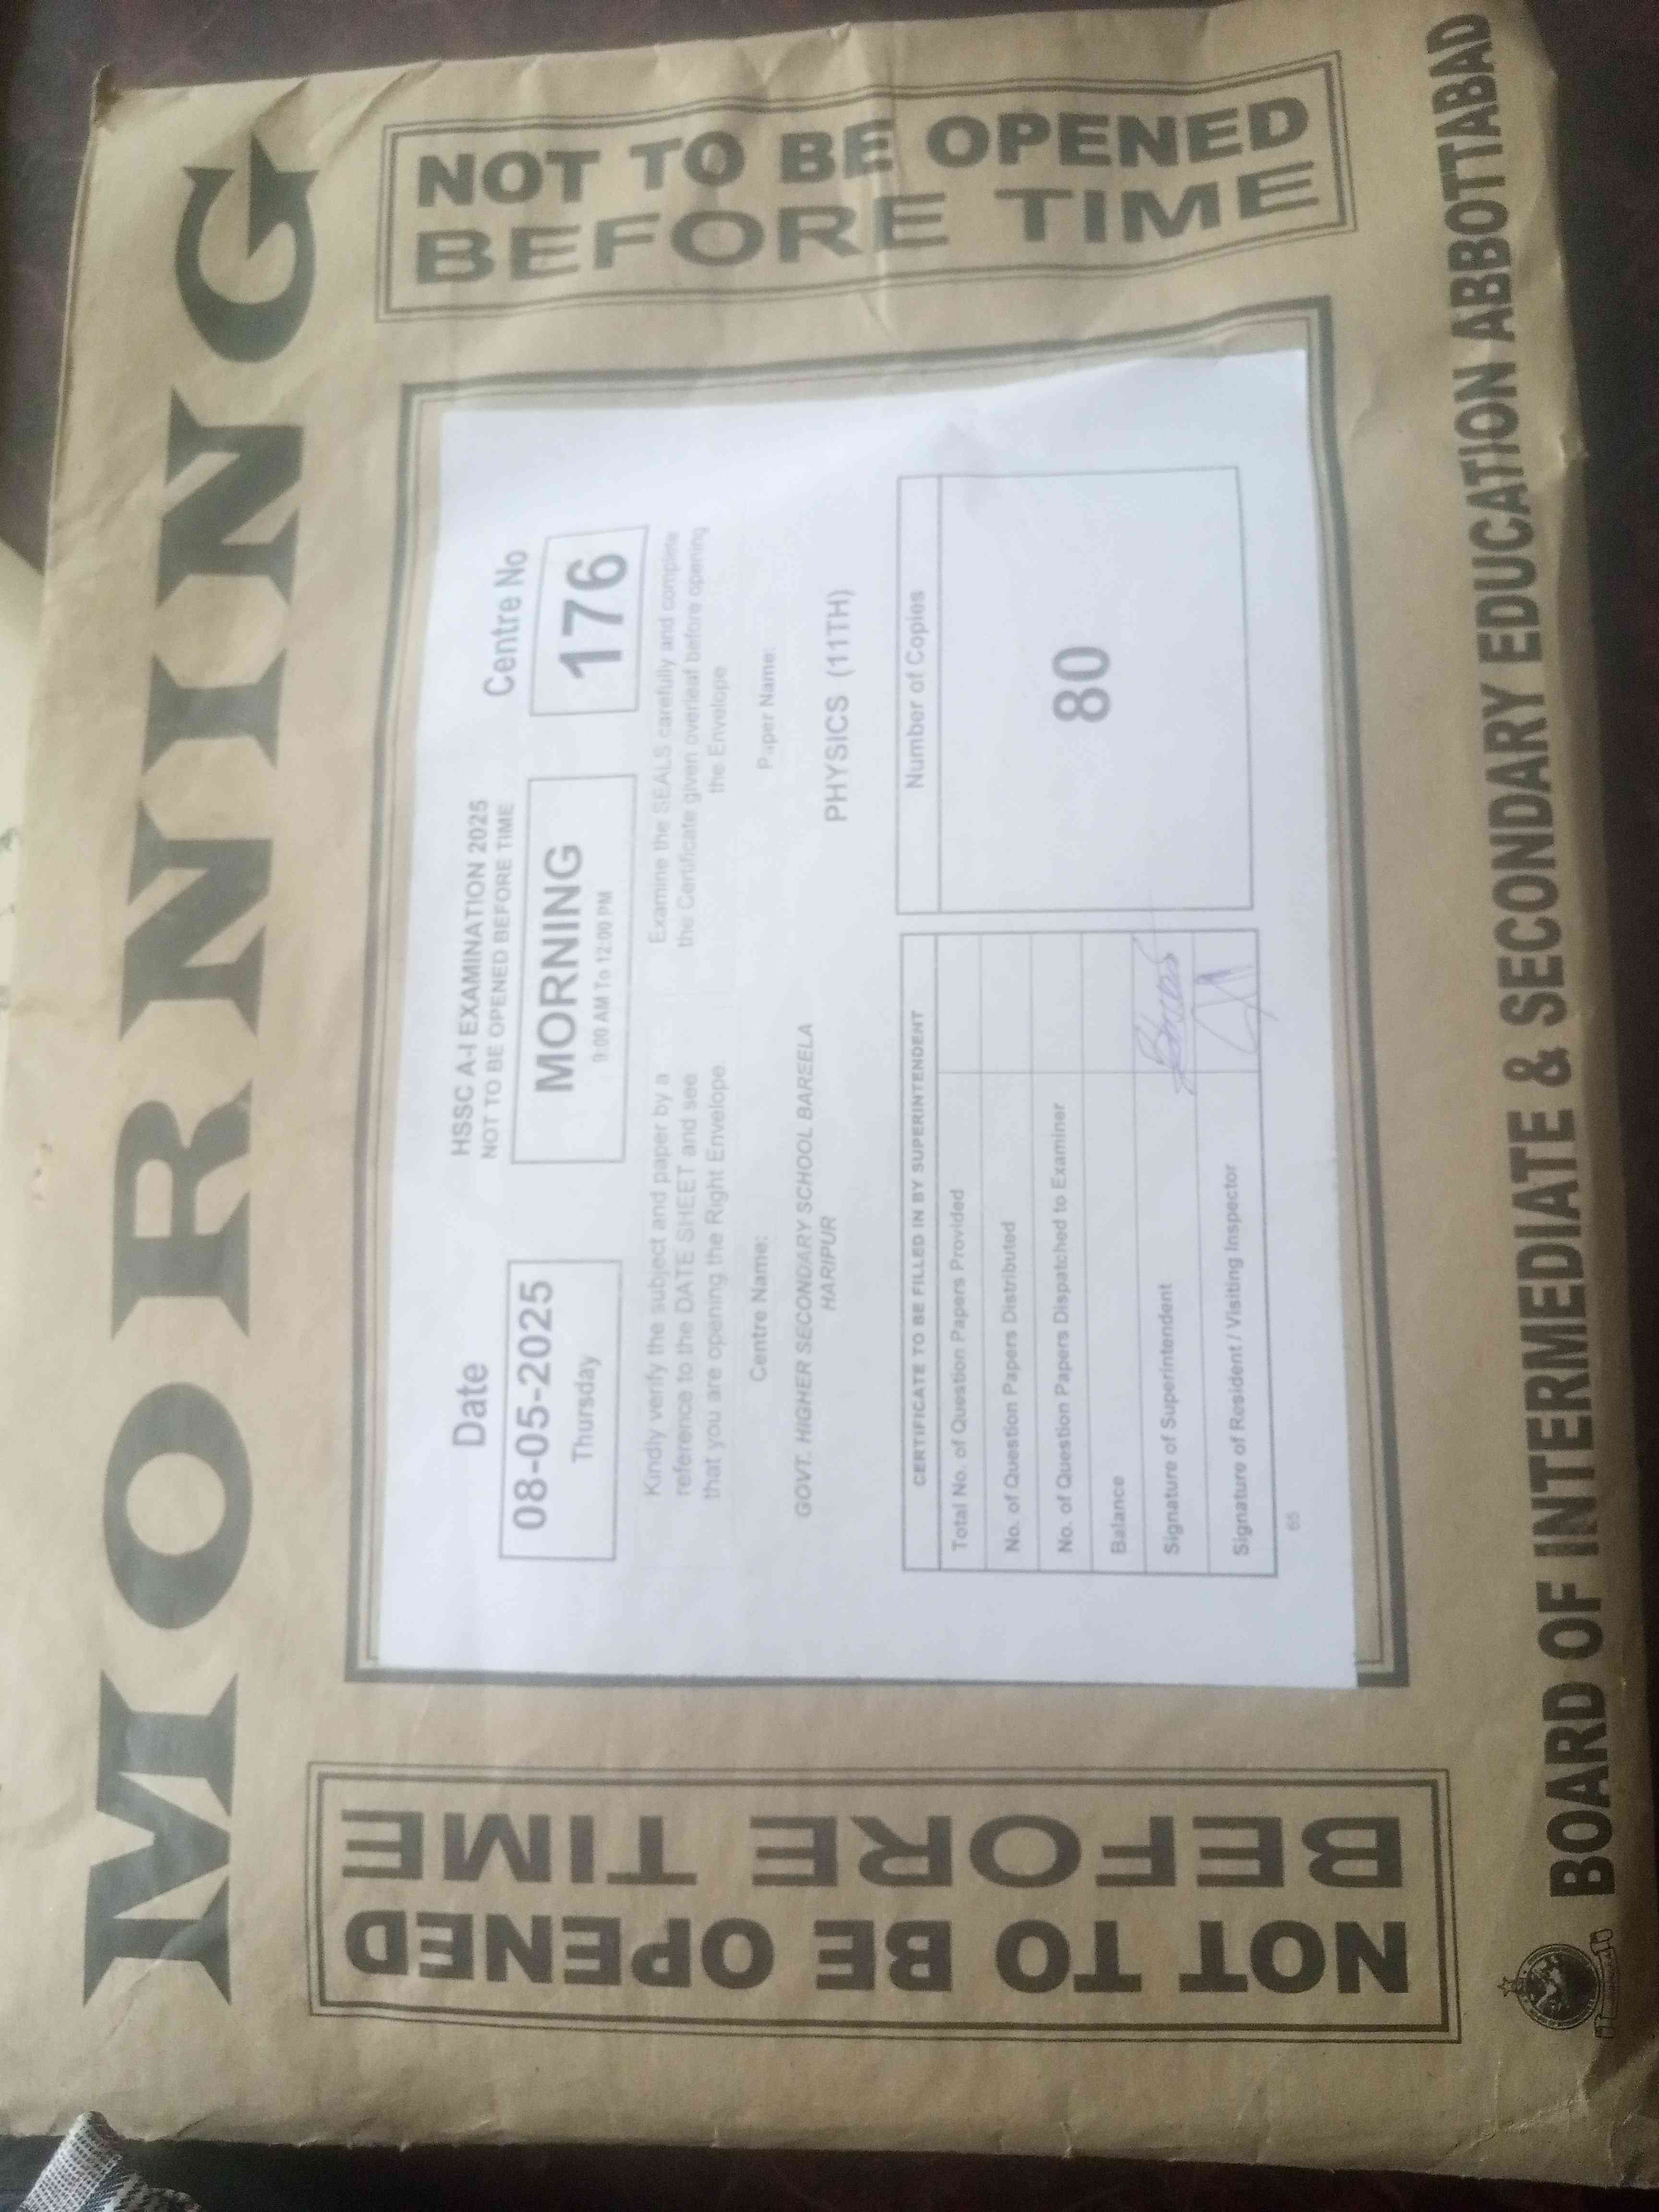 MORNING
NOT TO BE OPENED
BEFORE TIME
Date
08-05-2025
Thursday
HSSC A-I EXAMINATION 2025
NOT TO BE OPENED BEFORE TIME
MORNING
9:00 AM To 12:00 PM
Centre No
176
Kindly verify the subject and paper by a
reference to the DATE SHEET and see
that you are opening the Right Envelope.
Examine the SEALS carefully and complete
the Certificate given overleaf before opening
the Envelope
Centre Name:
GOVT. HIGHER SECONDARY SCHOOL BAREELA
HARIPUR
Paper Name:
PHYSICS (11TH)
CERTIFICATE TO BE FILLED IN BY SUPERINTENDENT
Total No. of Question Papers Provided
No. of Question Papers Distributed
No. of Question Papers Dispatched to Examiner
Balance
Signature of Superintendent
Signature of Resident / Visiting Inspector
Number of Copies
80
65
NOT TO BE OPENED
BEFORE TIME
BOARD OF INTERMEDIATE & SECONDARY EDUCATION ABBOTTABAD